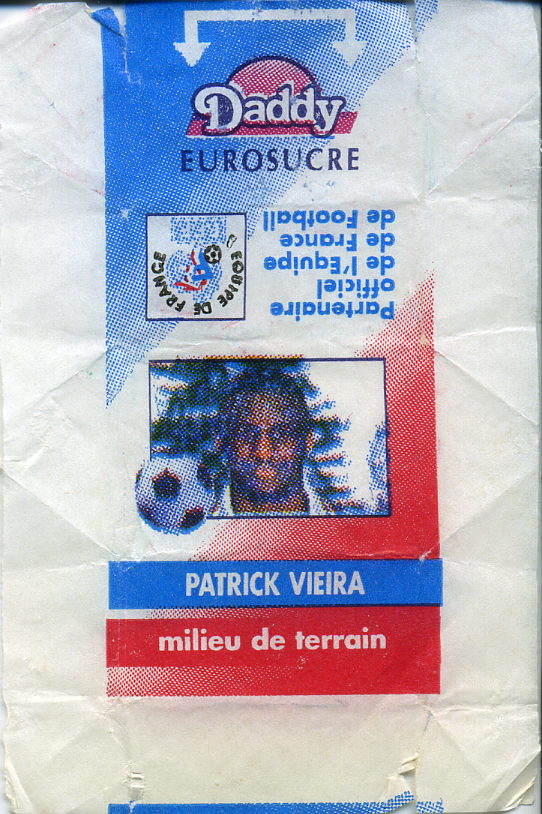 Daddy
EUROSUCRE
Partenaire
officiel
de l'Equipe
de France
de Football
EQUIPE DE FRANCE
PATRICK VIEIRA
milieu de terrain